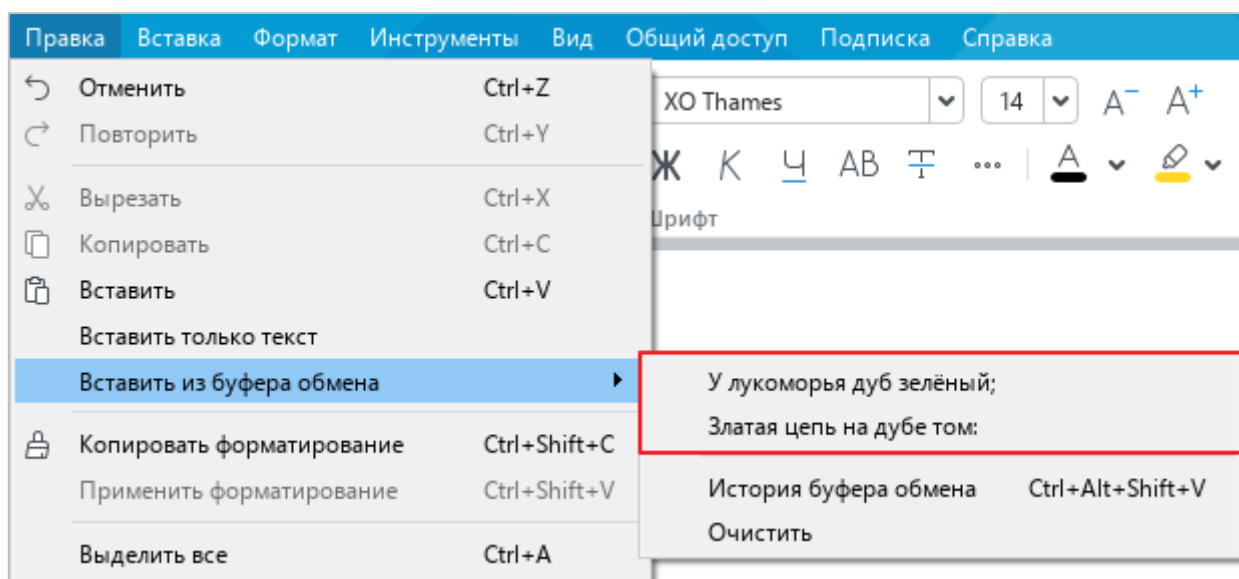 Правка Вставка Формат Инструменты Вид Общий доступ Подписка Справка
Отменить Ctrl+Z
XO Thames 14 A− A+
Повторить Ctrl+Y
Ж К Ч АВ Т ... А
Вырезать Ctrl+X
Шрифт
Копировать Ctrl+C
Вставить Ctrl+V
Вставить только текст
Вставить из буфера обмена
У лукоморья дуб зелёный;
Златая цепь на дубе том:
Копировать форматирование Ctrl+Shift+C
Применить форматирование Ctrl+Shift+V
История буфера обмена Ctrl+Alt+Shift+V
Очистить
Выделить все Ctrl+A